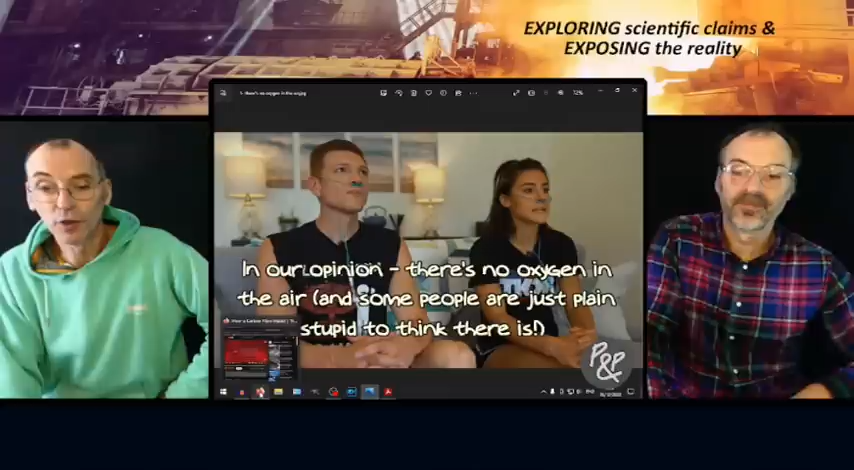 EXPLORING scientific claims &
EXPOSING the reality
72%
In our opinion - there's no oxygen in
the air (and some people are just plain
stupid to think there is!)
P&P